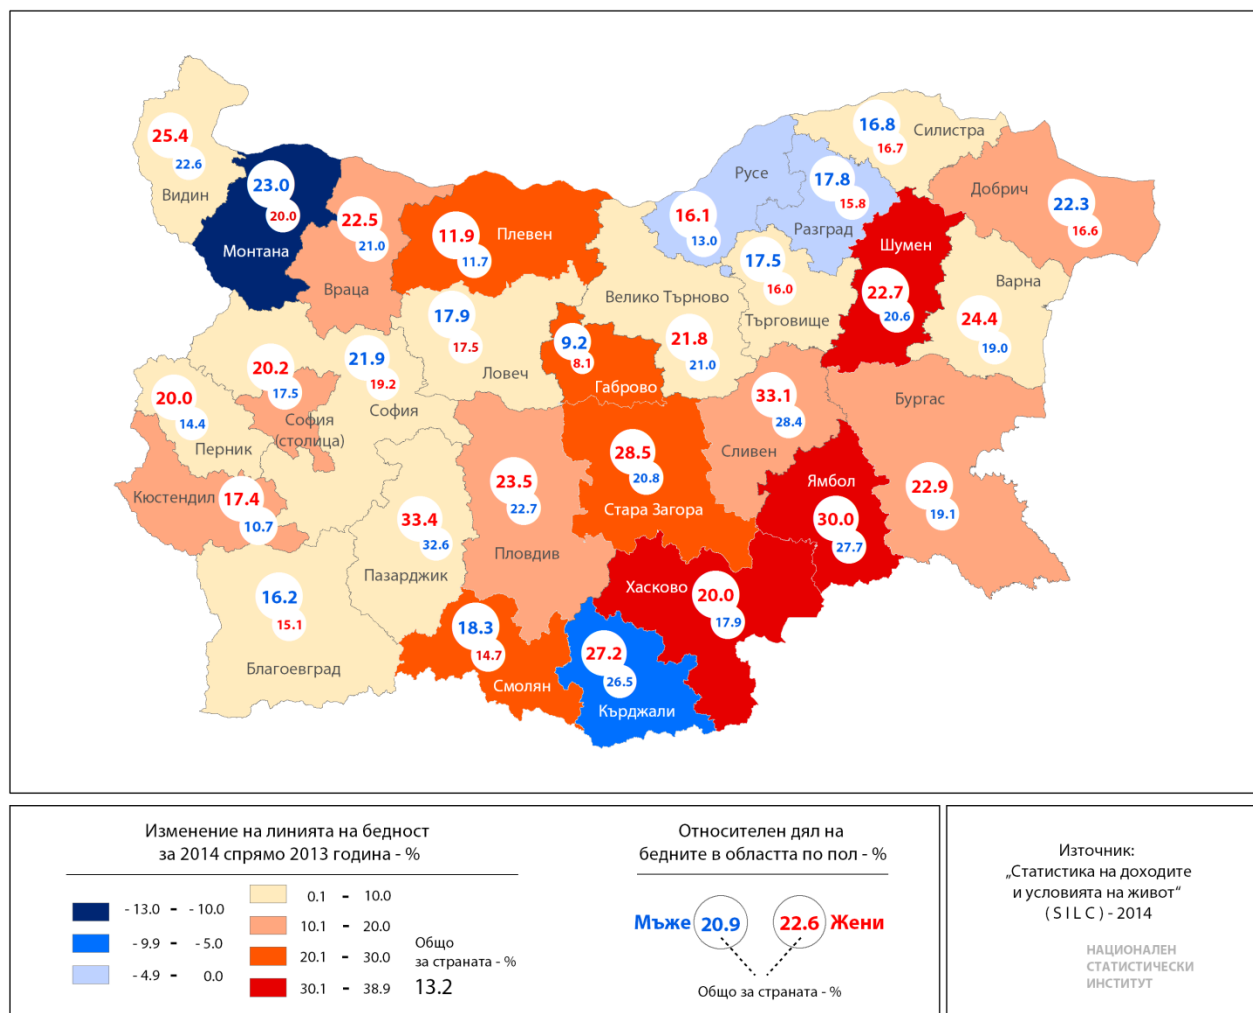 25.4
22.6
Видин
23.0
20.0
Монтана
22.5
21.0
Враца
11.9
11.7
Плевен
17.9
17.5
Ловеч
9.2
8.1
Габрово
Велико Търново
21.8
21.0
Русе
16.1
13.0
17.8
15.8
Разград
16.8
16.7
Силистра
22.3
16.6
Добрич
17.5
16.0
Търговище
Шумен
22.7
20.6
Варна
24.4
19.0
20.2
17.5
София
(столица)
21.9
19.2
София
20.0
14.4
Перник
Кюстендил
17.4
10.7
16.2
15.1
Благоевград
33.4
32.6
Пазарджик
23.5
22.7
Пловдив
28.5
20.8
Стара Загора
33.1
28.4
Сливен
Ямбол
30.0
27.7
Бургас
22.9
19.1
Хасково
20.0
17.9
18.3
14.7
Смолян
27.2
26.5
Кърджали
Изменение на линията на бедност
за 2014 спрямо 2013 година - %
- 13.0 - - 10.0
- 9.9 - - 5.0
- 4.9 - 0.0
0.1 - 10.0
10.1 - 20.0
20.1 - 30.0
30.1 - 38.9
Общо
за страната - %
13.2
Относителен дял на
бедните в областта по пол - %
Мъже 20.9 22.6 Жени
Общо за страната - %
Източник:
„Статистика на доходите
и условията на живот“
( S I L C ) - 2014
НАЦИОНАЛЕН
СТАТИСТИЧЕСКИ
ИНСТИТУТ